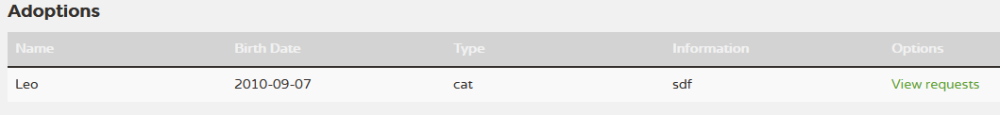 Adoptions
Name Birth Date Type Information Options
Leo 2010-09-07 cat sdf View requests